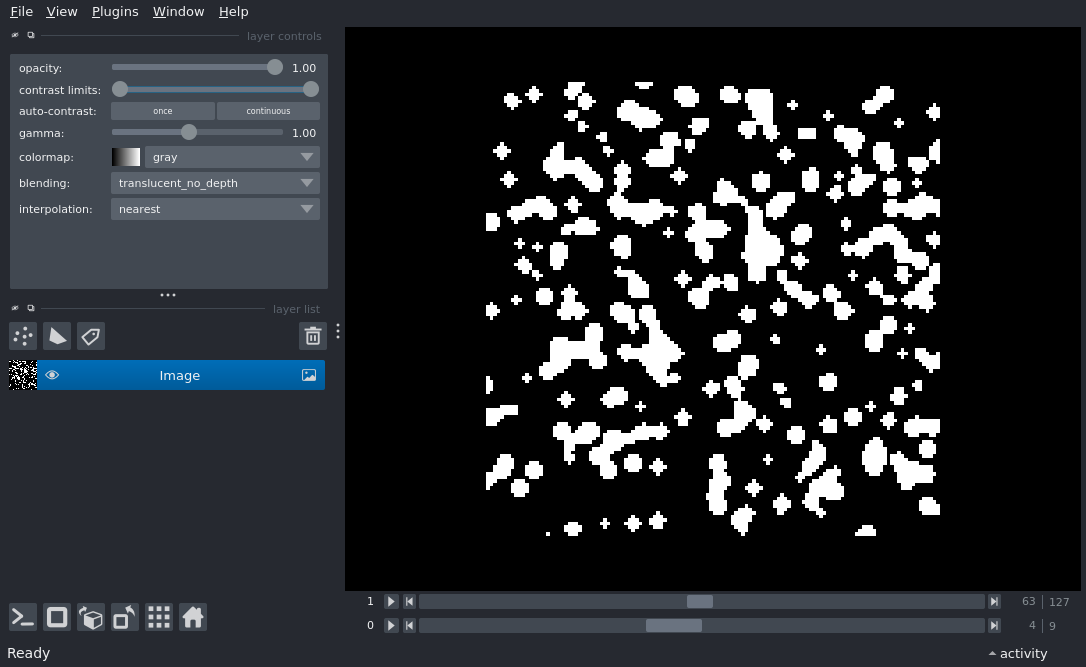 File View Plugins Window Help
layer controls
opacity: 1.00
contrast limits:
auto-contrast: once continuous
gamma: 1.00
colormap: gray
blending: translucent_no_depth
interpolation: nearest
layer list
Image
1 63 127
0 4 9
Ready activity